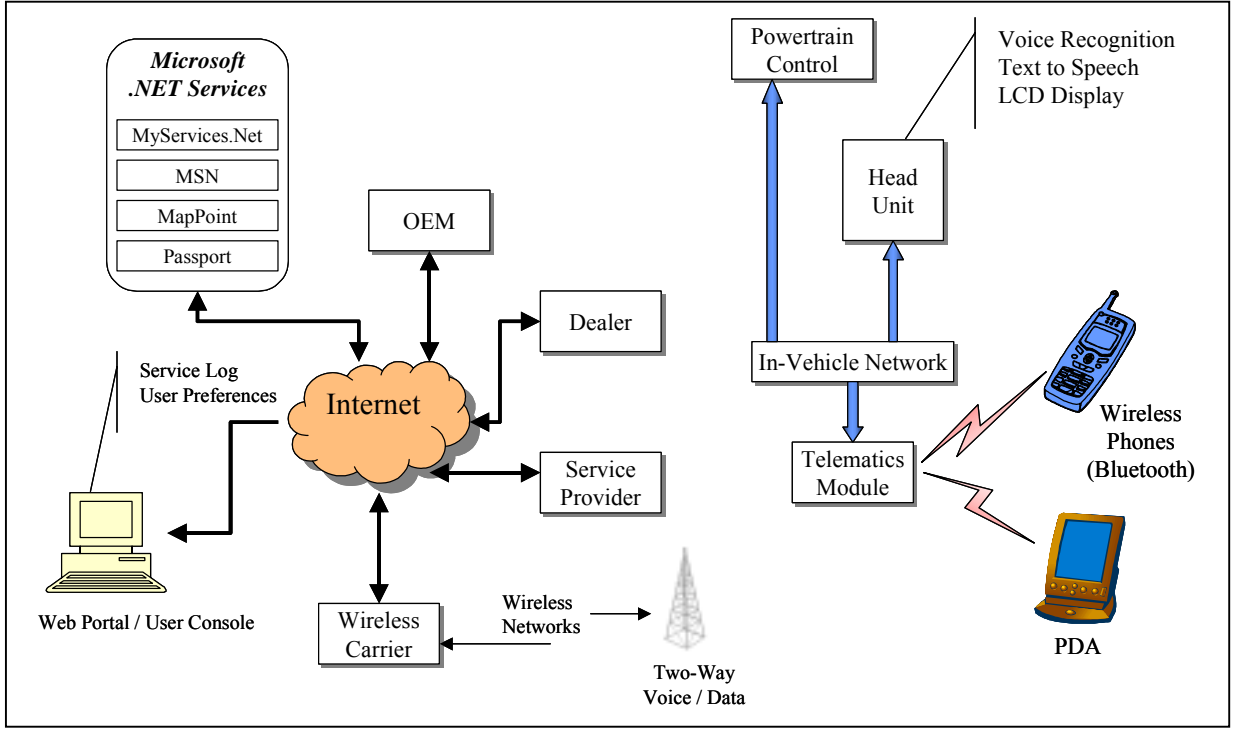 Microsoft
.NET Services
MyServices.Net
MSN
MapPoint
Passport
OEM
Dealer
Service Log
User Preferences
Internet
Service
Provider
Web Portal / User Console
Wireless
Carrier
Wireless
Networks
Two-Way
Voice / Data
Powertrain
Control
Voice Recognition
Text to Speech
LCD Display
Head
Unit
In-Vehicle Network
Telematics
Module
Wireless
Phones
(Bluetooth)
PDA